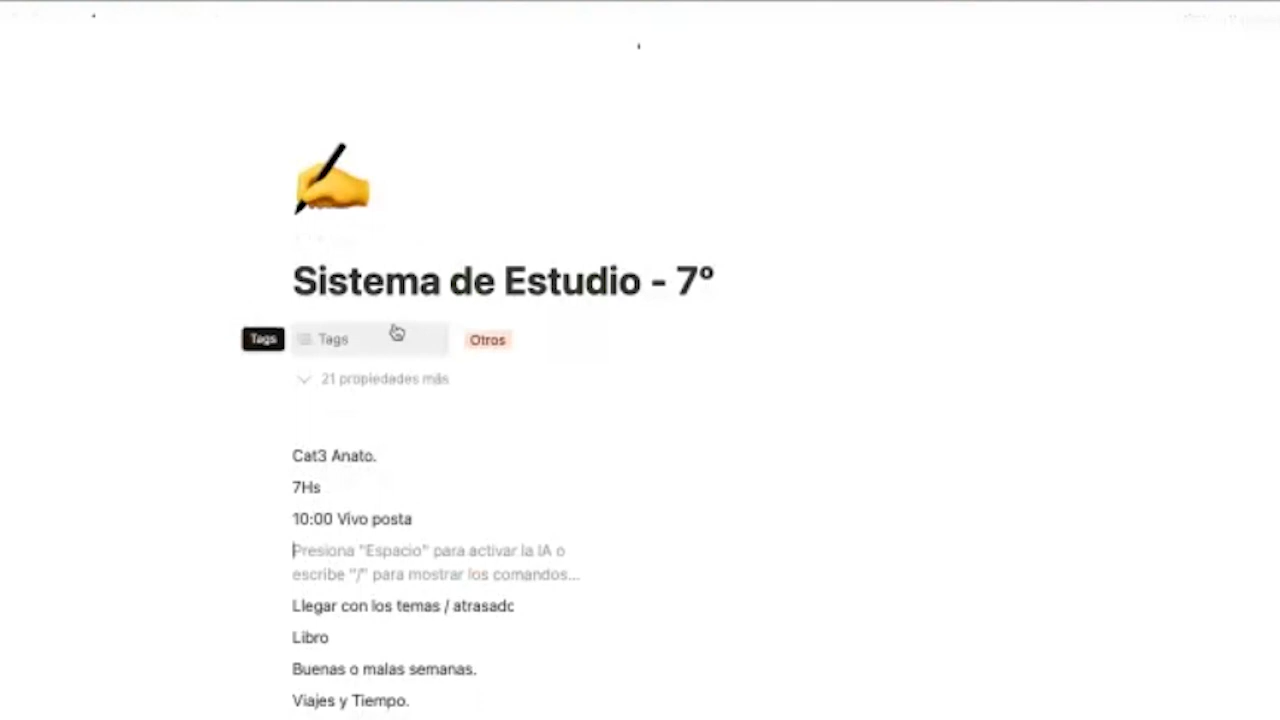 Sistema de Estudio - 7º
Tags Tags Otros
21 propiedades más
Cat3 Anato.
7Hs
10:00 Vivo posta
Presiona "Espacio" para activar la IA o
escribe "/" para mostrar los comandos...
Llegar con los temas / atrasado
Libro
Buenas o malas semanas.
Viajes y Tiempo.